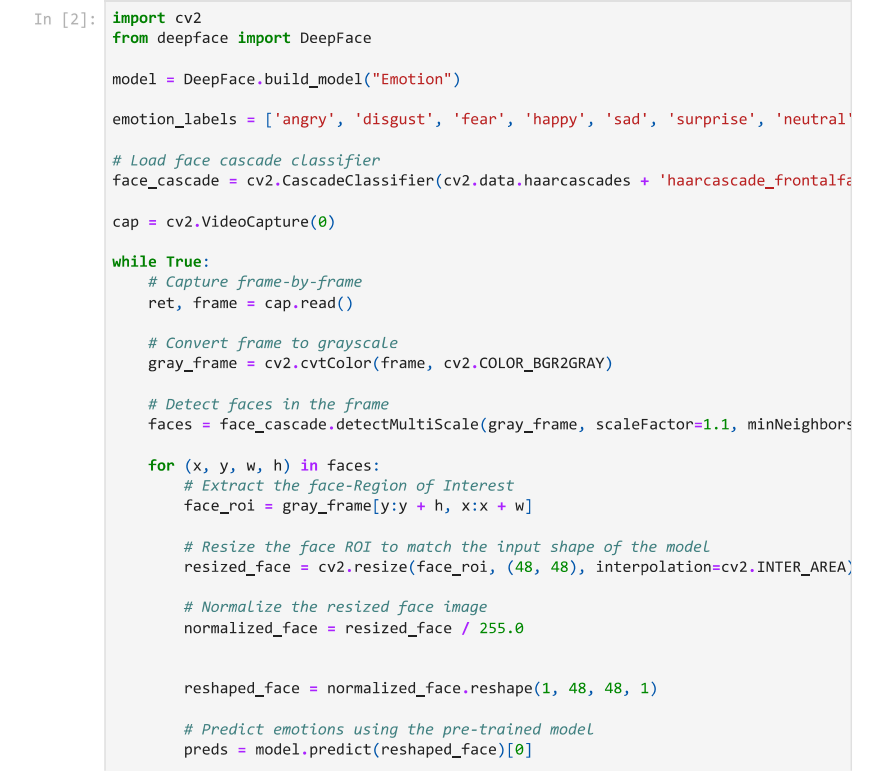 In [2]:
import cv2
from deepface import DeepFace
model = DeepFace.build_model("Emotion")
emotion_labels = ['angry', 'disgust', 'fear', 'happy', 'sad', 'surprise', 'neutral'
# Load face cascade classifier
face_cascade = cv2.CascadeClassifier(cv2.data.haarcascades + 'haarcascade_frontalfa
cap = cv2.VideoCapture(0)
while True:
    # Capture frame-by-frame
    ret, frame = cap.read()
    # Convert frame to grayscale
    gray_frame = cv2.cvtColor(frame, cv2.COLOR_BGR2GRAY)
    # Detect faces in the frame
    faces = face_cascade.detectMultiScale(gray_frame, scaleFactor=1.1, minNeighbors
    for (x, y, w, h) in faces:
        # Extract the face-Region of Interest
        face_roi = gray_frame[y:y + h, x:x + w]
        # Resize the face ROI to match the input shape of the model
        resized_face = cv2.resize(face_roi, (48, 48), interpolation=cv2.INTER_AREA)
        # Normalize the resized face image
        normalized_face = resized_face / 255.0
        reshaped_face = normalized_face.reshape(1, 48, 48, 1)
        # Predict emotions using the pre-trained model
        preds = model.predict(reshaped_face)[0]